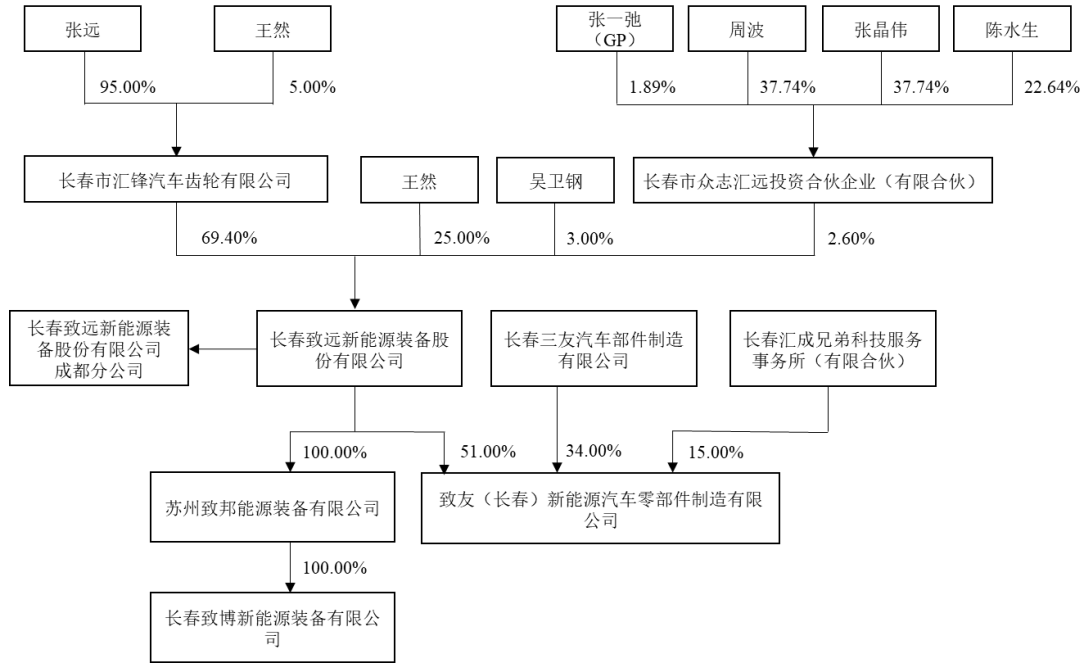 张远
王然
张一弛
（GP）
周波
张晶伟
陈水生
95.00%
5.00%
1.89%
37.74%
37.74%
22.64%
长春市汇锋汽车齿轮有限公司
王然
吴卫钢
长春市众志汇远投资合伙企业（有限合伙）
69.40%
25.00%
3.00%
2.60%
长春致远新能源装
备股份有限公司
成都分公司
长春致远新能源装备股
份有限公司
长春三友汽车部件制造
有限公司
长春汇成兄弟科技服务
事务所（有限合伙）
100.00%
51.00%
34.00%
15.00%
苏州致邦能源装备有限公司
致友（长春）新能源汽车零部件制造有限
公司
100.00%
长春致博新能源装备有限公
司